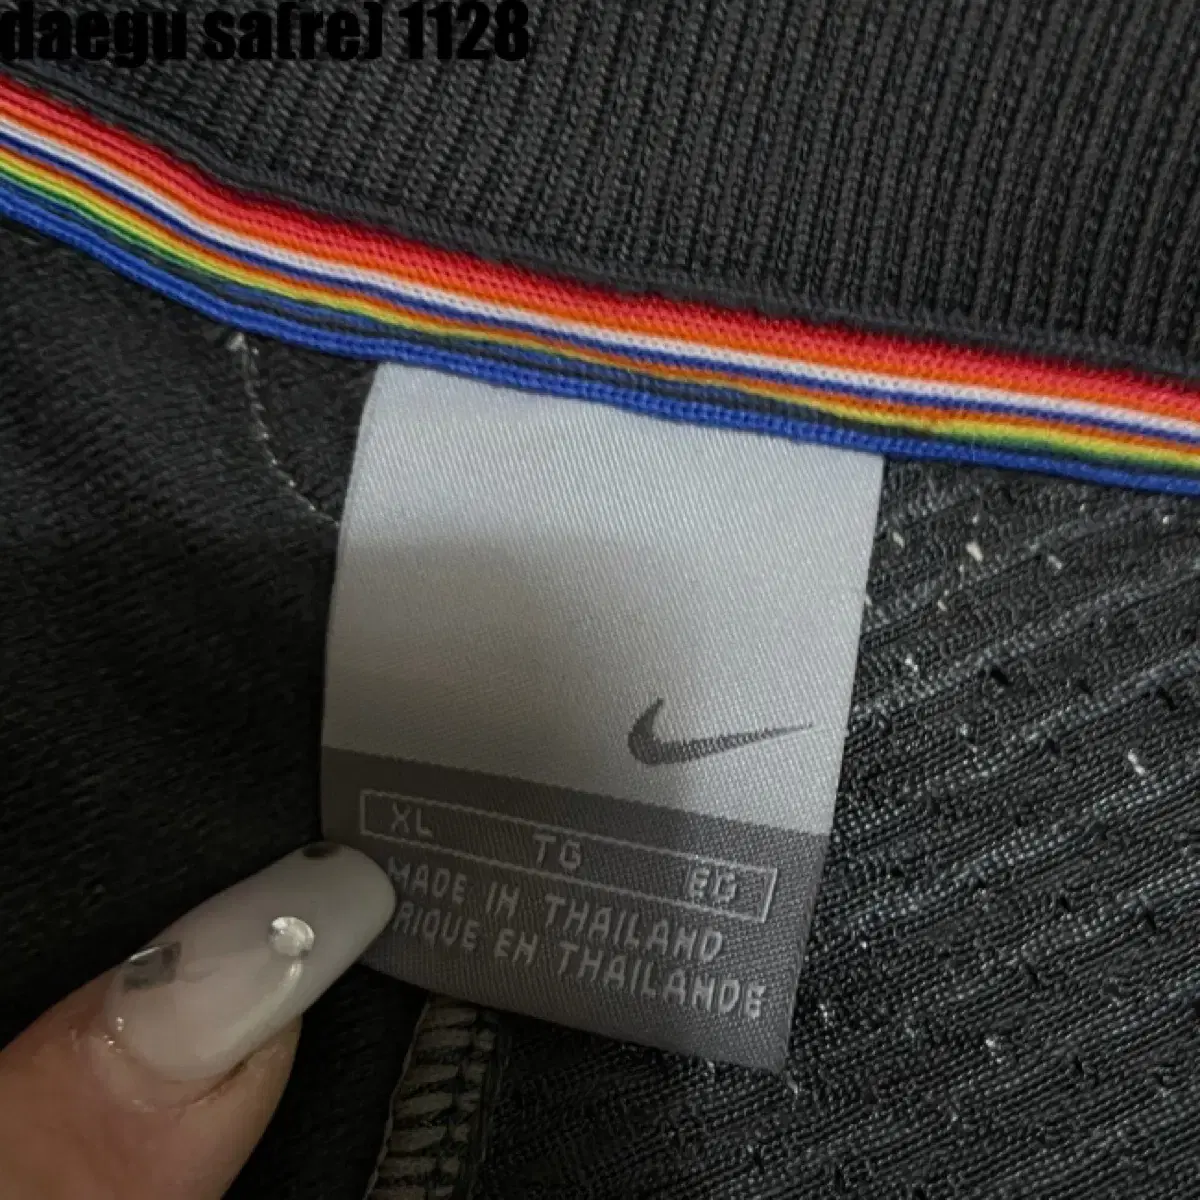 daegu sa(re) 1128
XL TG EG
MADE IN THAILAND
RIQUE EN THAILANDE